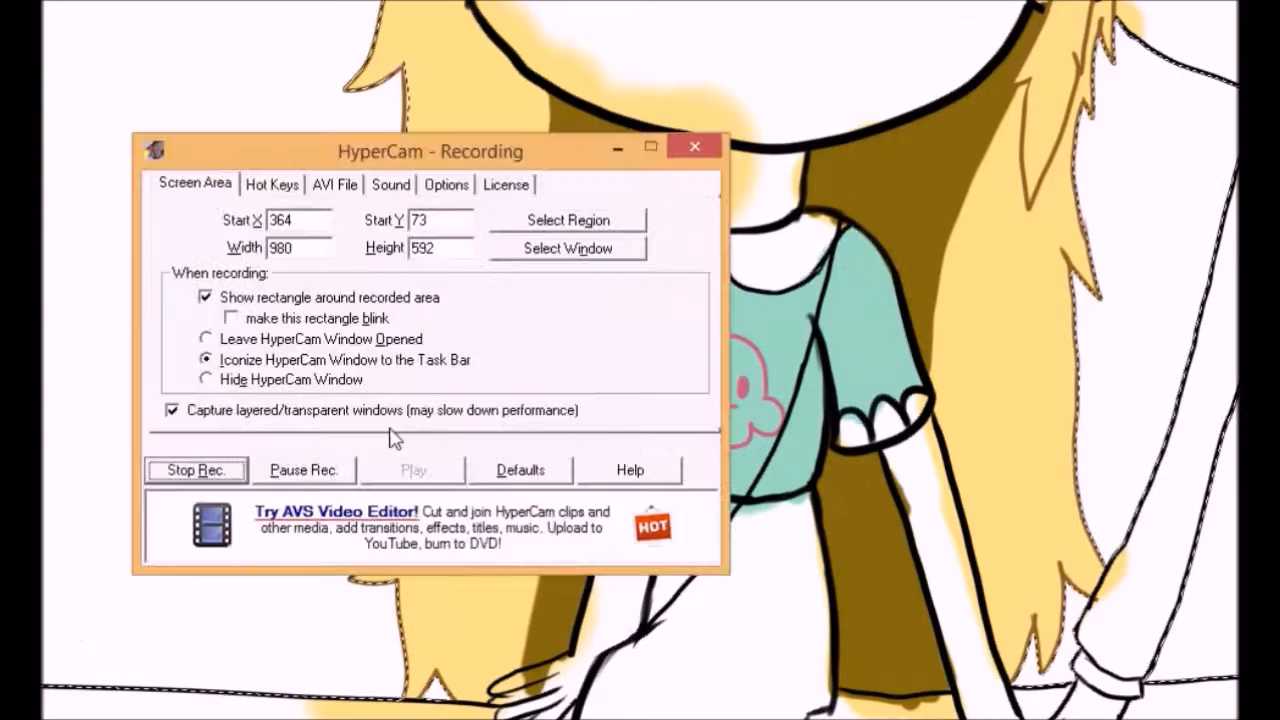 HyperCam - Recording
Screen Area Hot Keys AVI File Sound Options License
Start X 364 Start Y 73 Select Region
Width 980 Height 592 Select Window
When recording:
Show rectangle around recorded area
make this rectangle blink
Leave HyperCam Window Opened
Iconize HyperCam Window to the Task Bar
Hide HyperCam Window
Capture layered/transparent windows (may slow down performance)
Stop Rec. Pause Rec. Play Defaults Help
Try AVS Video Editor! Cut and join HyperCam clips and
other media, add transitions, effects, titles, music. Upload to
YouTube, burn to DVD!
HOT